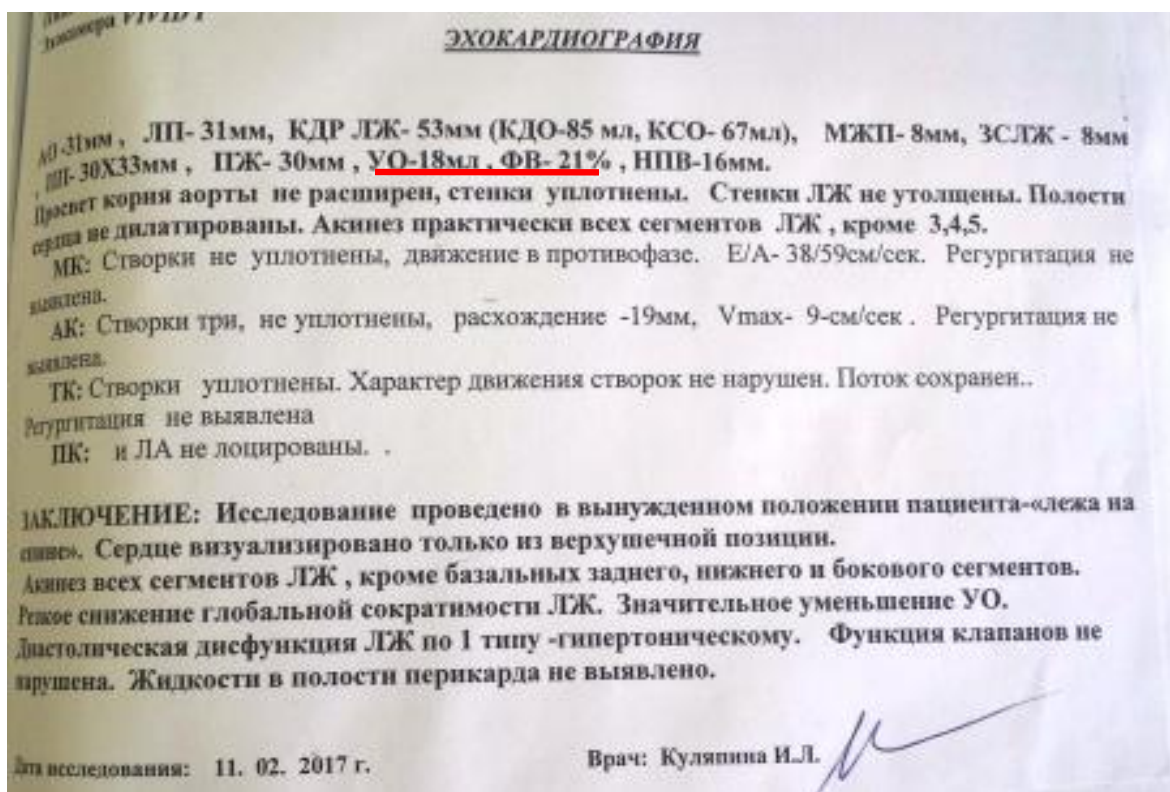 Эхокамера VIVID I
ЭХОКАРДИОГРАФИЯ
АО-31мм , ЛП- 31мм, КДР ЛЖ- 53мм (КДО-85 мл, КСО- 67мл), МЖП- 8мм, ЗСЛЖ - 8мм
, ПП- 30Х33мм , ПЖ- 30мм , УО-18мл , ФВ- 21% , НПВ-16мм.
Просвет корня аорты не расширен, стенки уплотнены. Стенки ЛЖ не утолщены. Полости
сердца не дилатированы. Акинез практически всех сегментов ЛЖ , кроме 3,4,5.
МК: Створки не уплотнены, движение в противофазе. Е/А- 38/59см/сек. Регургитация не
выявлена.
АК: Створки три, не уплотнены, расхождение -19мм, Vmax- 9-см/сек . Регургитация не
выявлена.
ТК: Створки уплотнены. Характер движения створок не нарушен. Поток сохранен..
Регургитация не выявлена
ПК: и ЛА не лоцированы. .
ЗАКЛЮЧЕНИЕ: Исследование проведено в вынужденном положении пациента-«лежа на
спине». Сердце визуализировано только из верхушечной позиции.
Акинез всех сегментов ЛЖ , кроме базальных заднего, нижнего и бокового сегментов.
Резкое снижение глобальной сократимости ЛЖ. Значительное уменьшение УО.
Диастолическая дисфункция ЛЖ по 1 типу -гипертоническому. Функция клапанов не
нарушена. Жидкости в полости перикарда не выявлено.
Дата исследования: 11. 02. 2017 г. Врач: Куляпина И.Л.